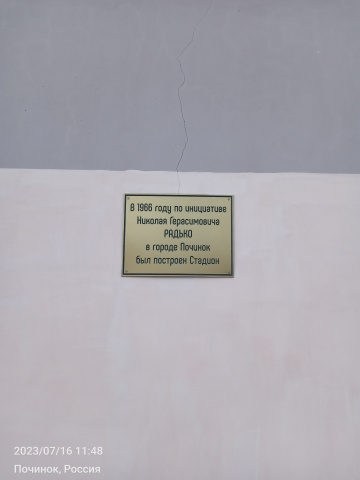 В 1966 году по инициативе
Николая Герасимовича
РАДЬКО
в городе Починок
был построен Стадион
2023/07/16 11:48
Починок, Россия